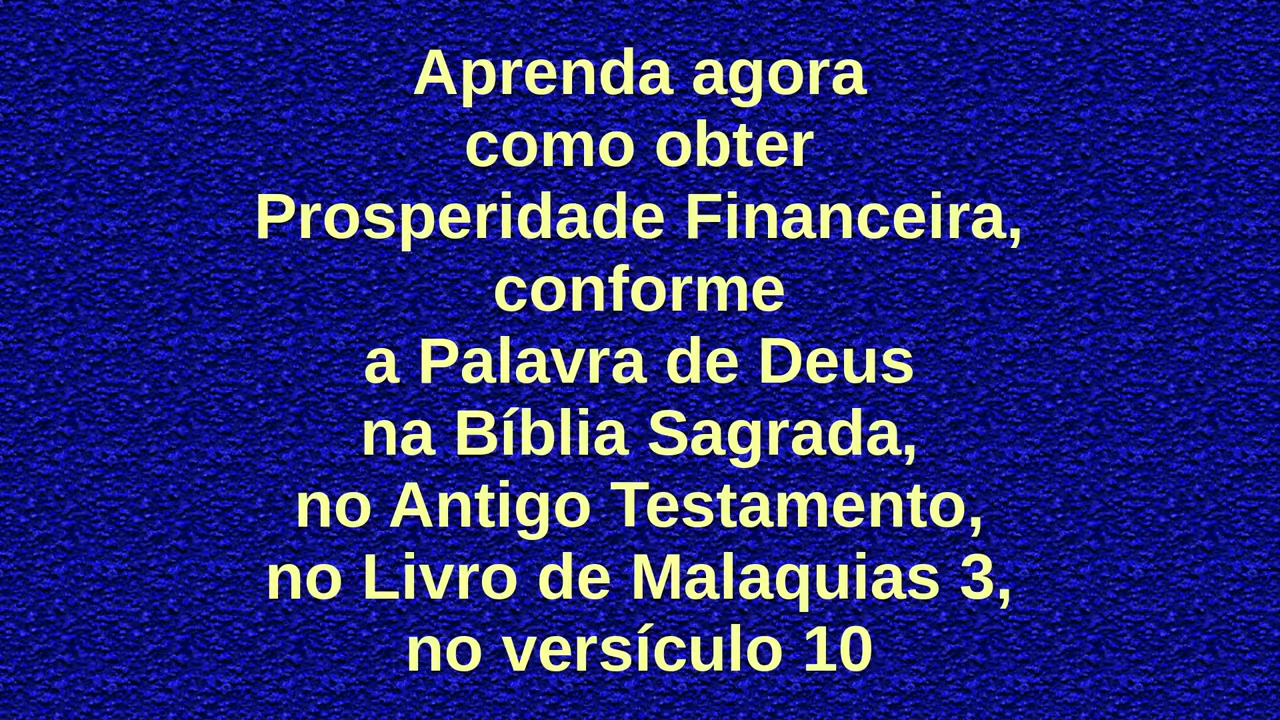 Aprenda agora
como obter
Prosperidade Financeira,
conforme
a Palavra de Deus
na Bíblia Sagrada,
no Antigo Testamento,
no Livro de Malaquias 3,
no versículo 10